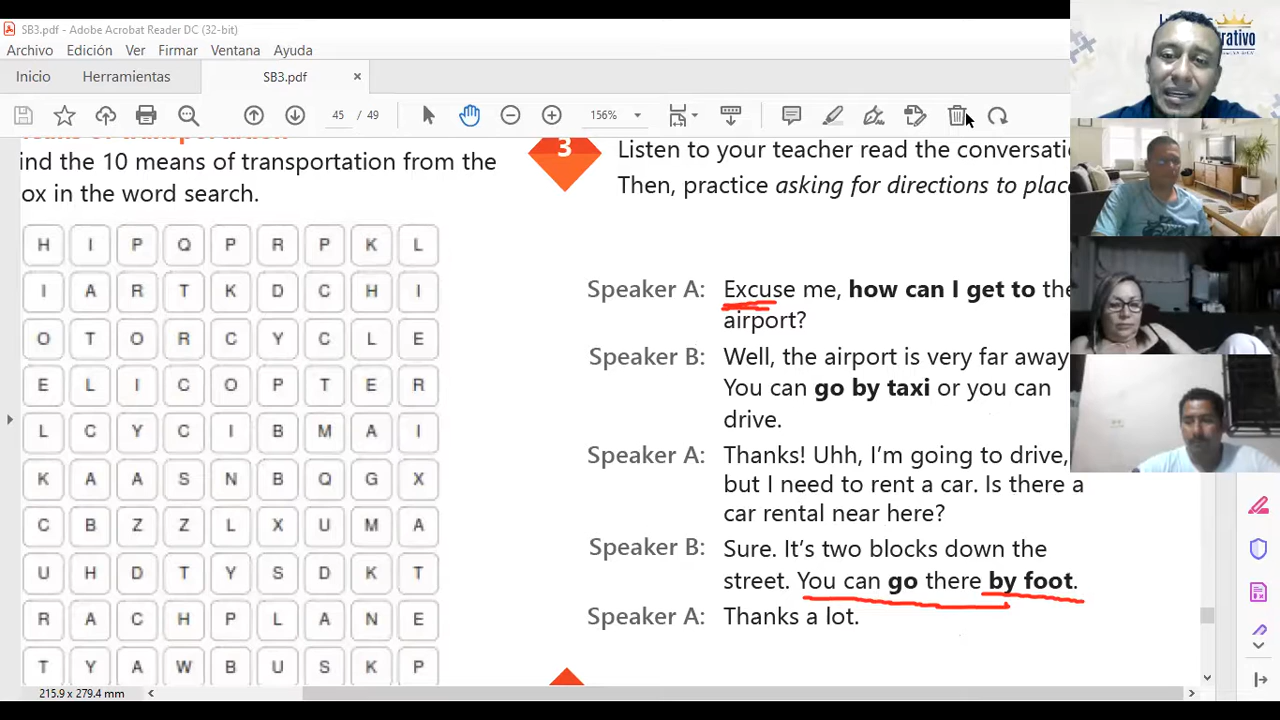 SB3.pdf - Adobe Acrobat Reader DC (32-bit)
Archivo Edición Ver Firmar Ventana Ayuda
Inicio Herramientas SB3.pdf ×
45 / 49 156%
ind the 10 means of transportation from the
ox in the word search.
H I P Q P R P K L
I A R T K D C H I
O T O R C Y C L E
E L I C O P T E R
L C Y C I B M A I
K A A S N B Q G X
C B Z Z L X U M A
U H D T Y S D K T
R A C H P L A N E
T Y A W B U S K P
3
Listen to your teacher read the conversati
Then, practice asking for directions to plac
Speaker A: Excuse me, how can I get to the
airport?
Speaker B: Well, the airport is very far away
You can go by taxi or you can
drive.
Speaker A: Thanks! Uhh, I'm going to drive,
but I need to rent a car. Is there a
car rental near here?
Speaker B: Sure. It's two blocks down the
street. You can go there by foot.
Speaker A: Thanks a lot.
215.9 x 279.4 mm